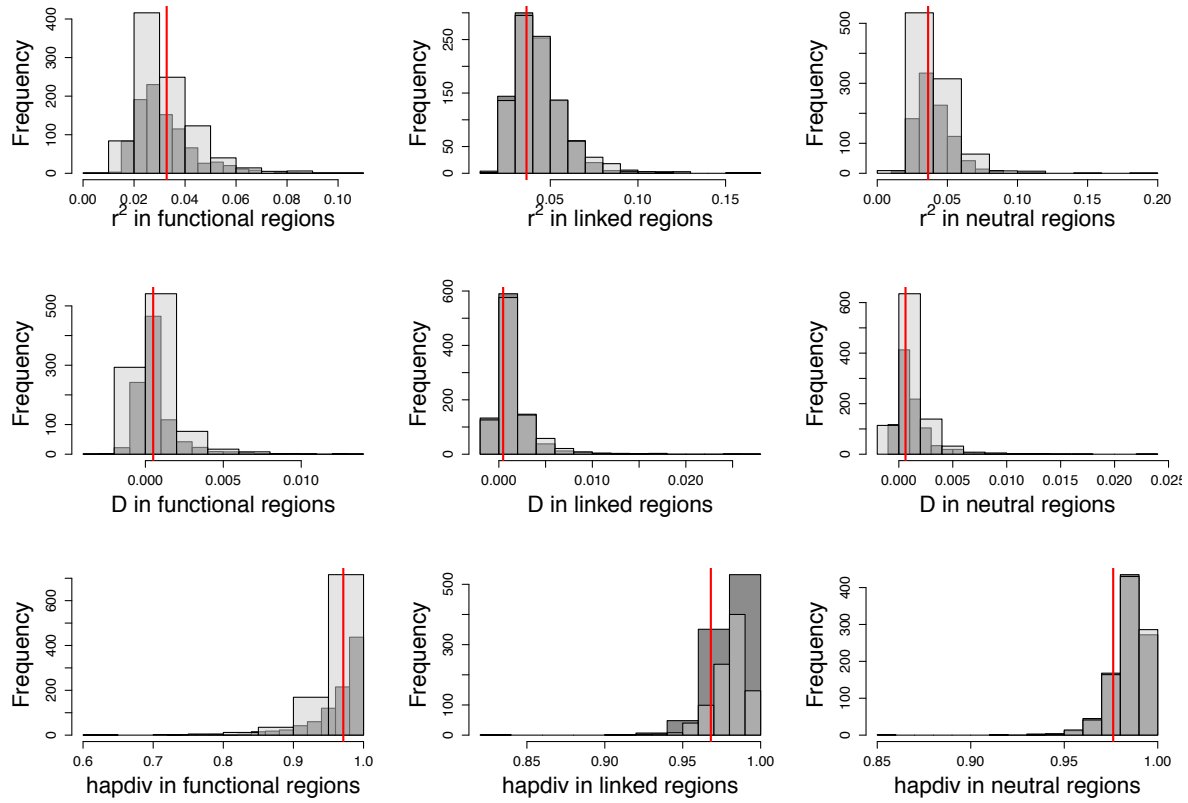 Frequency
0 100 200 300 400
0.00 0.02 0.04 0.06 0.08 0.10
r² in functional regions
Frequency
0 50 150 250
0.05 0.10 0.15
r² in linked regions
Frequency
0 100 300 500
0.00 0.05 0.10 0.15 0.20
r² in neutral regions
Frequency
0 100 300 500
0.000 0.005 0.010
D in functional regions
Frequency
0 200 400 600
0.000 0.010 0.020
D in linked regions
Frequency
0 200 400 600
0.000 0.005 0.010 0.015 0.020 0.025
D in neutral regions
Frequency
0 200 400 600
0.6 0.7 0.8 0.9 1.0
hapdiv in functional regions
Frequency
0 100 300 500
0.85 0.90 0.95 1.00
hapdiv in linked regions
Frequency
0 100 200 300 400
0.85 0.90 0.95 1.00
hapdiv in neutral regions